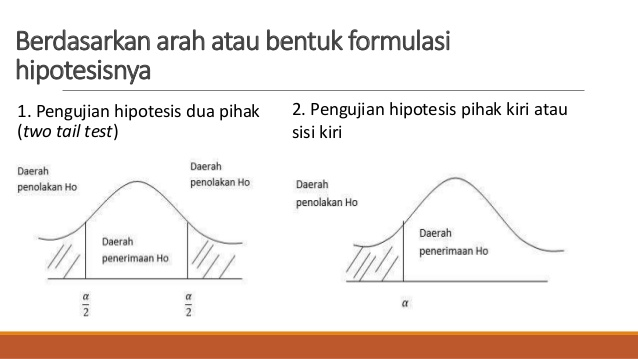 Berdasarkan arah atau bentuk formulasi
hipotesisnya
1. Pengujian hipotesis dua pihak
(two tail test)
Daerah
penolakan Ho
Daerah
penolakan Ho
Daerah
penerimaan Ho
α/2
α/2
2. Pengujian hipotesis pihak kiri atau
sisi kiri
Daerah
penolakan Ho
Daerah
penerimaan Ho
α